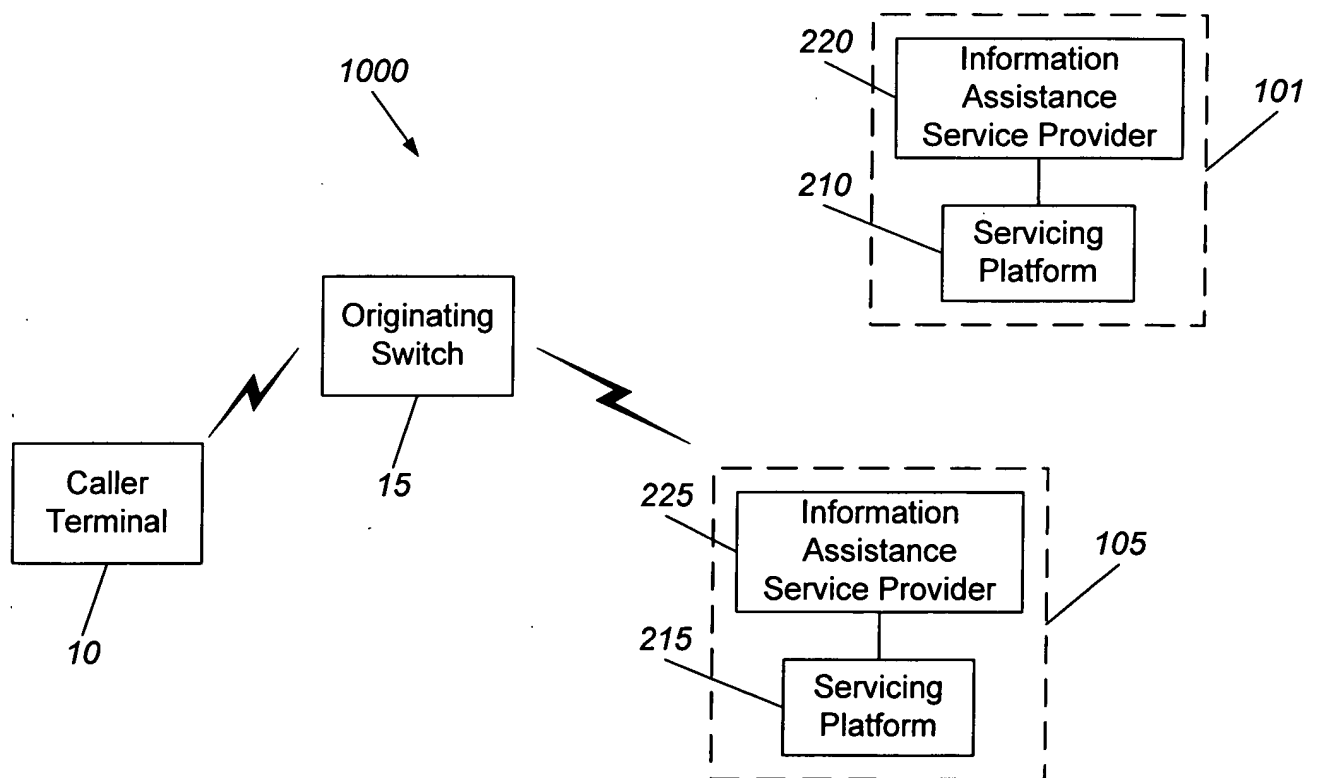 1000
220
Information
Assistance
Service Provider
101
210
Servicing
Platform
Originating
Switch
15
Caller
Terminal
10
225
Information
Assistance
Service Provider
105
215
Servicing
Platform